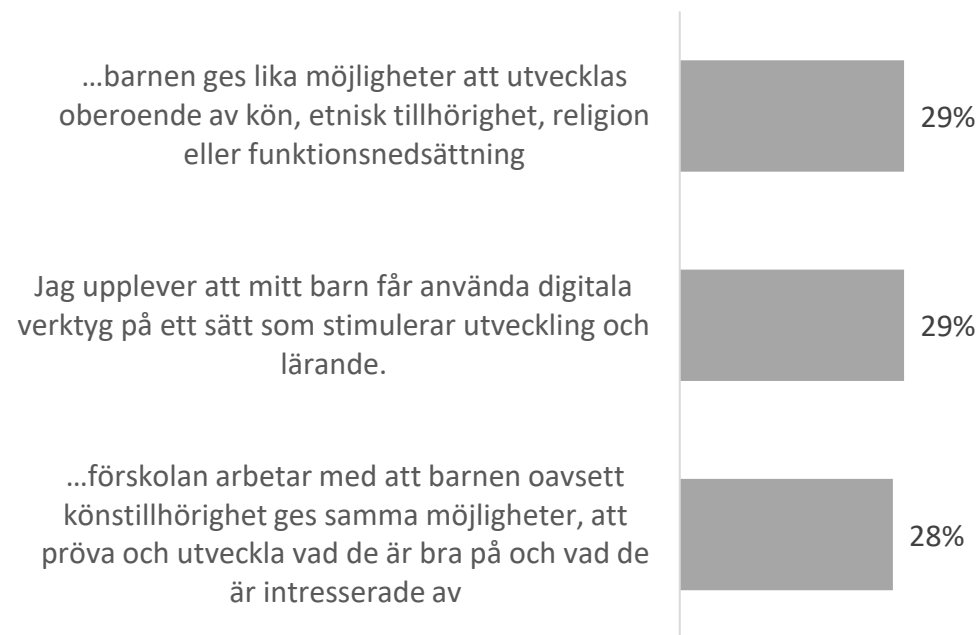 …barnen ges lika möjligheter att utvecklas
oberoende av kön, etnisk tillhörighet, religion
eller funktionsnedsättning
29%
Jag upplever att mitt barn får använda digitala
verktyg på ett sätt som stimulerar utveckling och
lärande.
29%
…förskolan arbetar med att barnen oavsett
könstillhörighet ges samma möjligheter, att
pröva och utveckla vad de är bra på och vad de
är intresserade av
28%